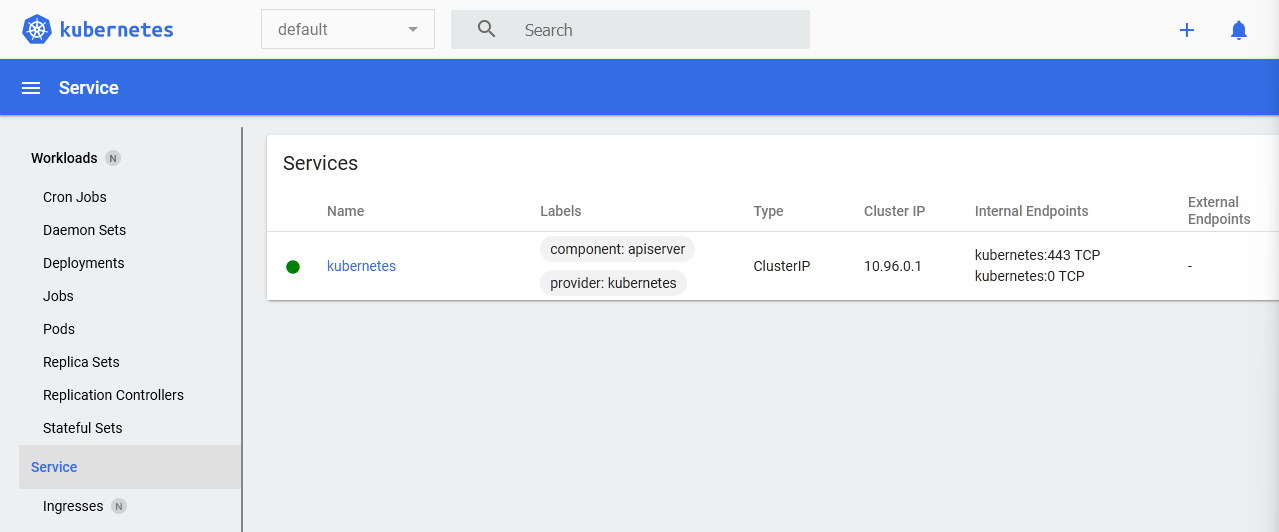 kubernetes
default
Search
Service
Workloads N
Cron Jobs
Daemon Sets
Deployments
Jobs
Pods
Replica Sets
Replication Controllers
Stateful Sets
Service
Ingresses N
Services
Name Labels Type Cluster IP Internal Endpoints External Endpoints
kubernetes
component: apiserver
provider: kubernetes
ClusterIP
10.96.0.1
kubernetes:443 TCP
kubernetes:0 TCP
-